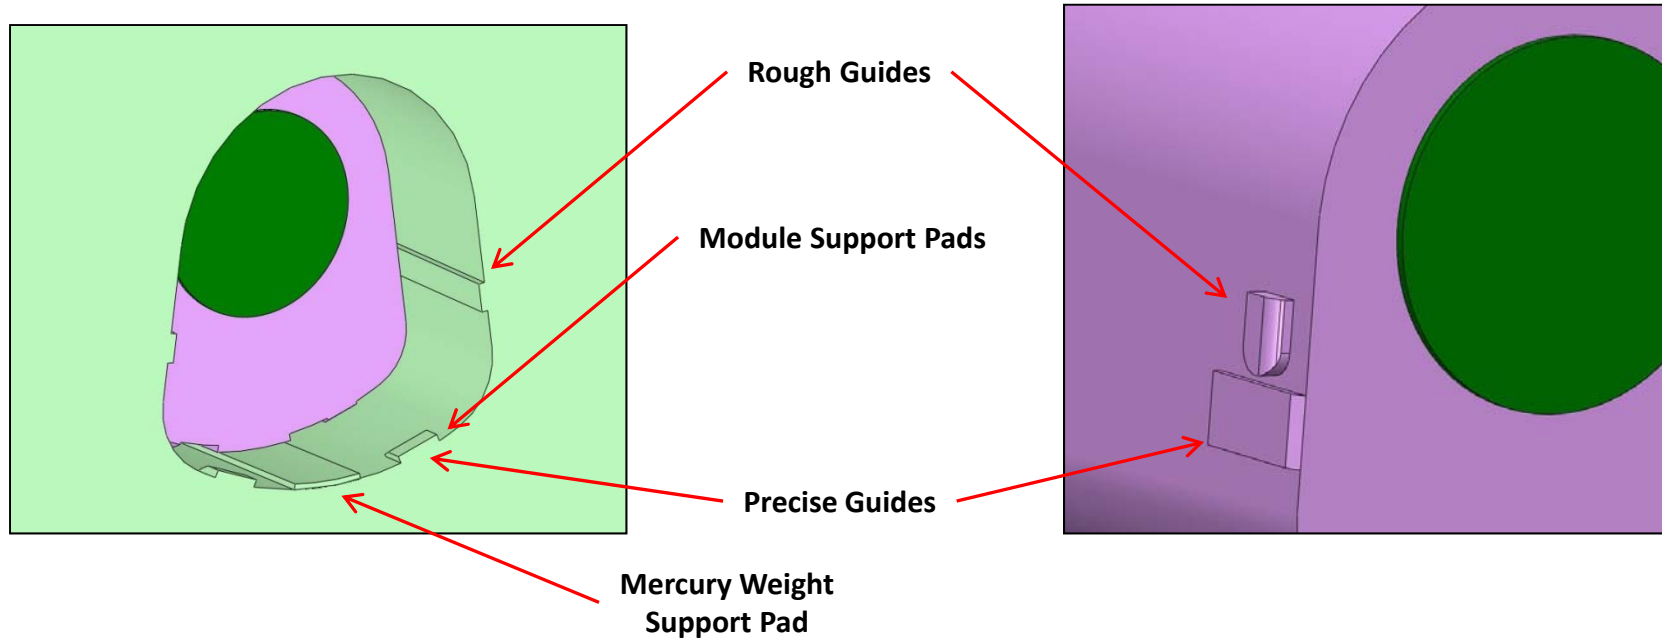 Rough Guides
Module Support Pads
Precise Guides
Mercury Weight
Support Pad